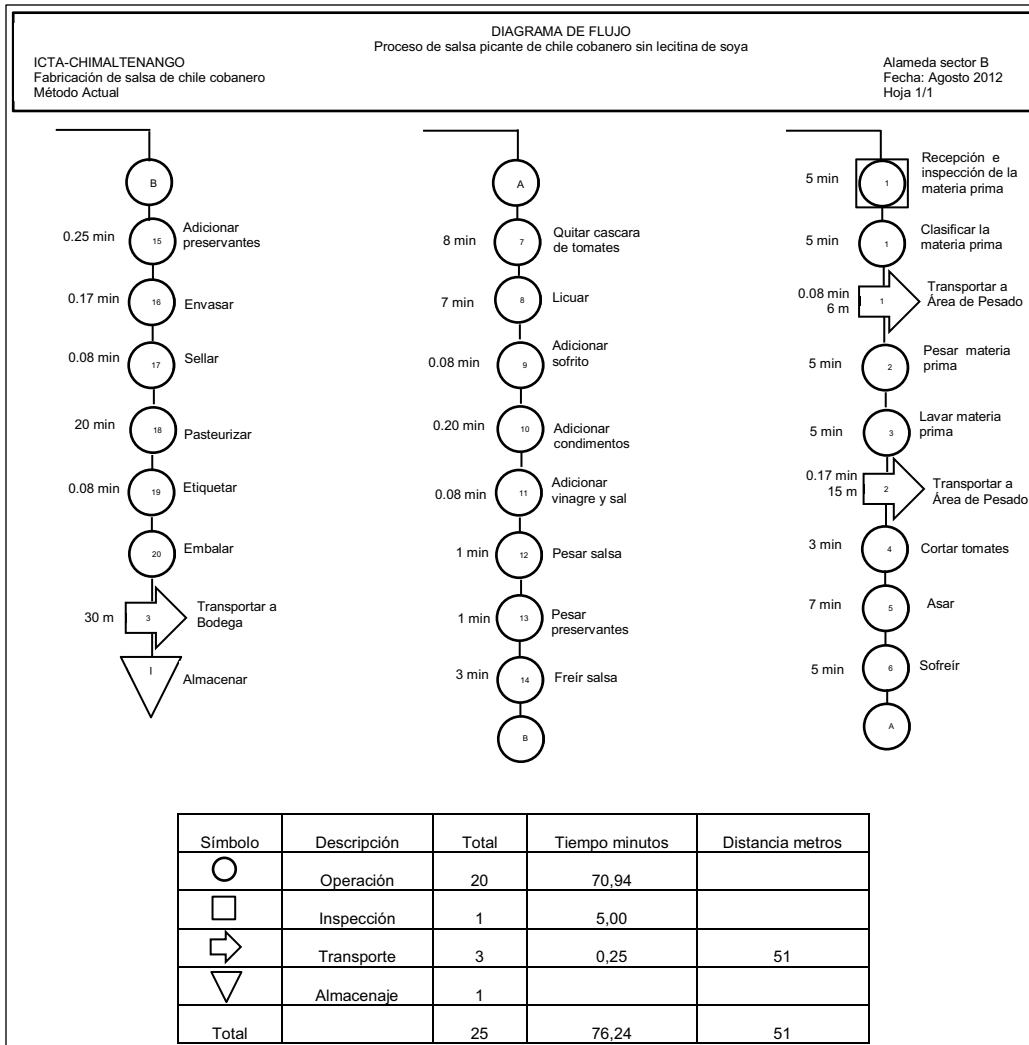 DIAGRAMA DE FLUJO
Proceso de salsa picante de chile cobanero sin lecitina de soya
ICTA-CHIMALTENANGO
Fabricación de salsa de chile cobanero
Método Actual
Alameda sector B
Fecha: Agosto 2012
Hoja 1/1
B
0.25 min
15
Adicionar
preservantes
0.17 min
16
Envasar
0.08 min
17
Sellar
20 min
18
Pasteurizar
0.08 min
19
Etiquetar
20
Embalar
30 m
3
Transportar a
Bodega
I
Almacenar
A
8 min
7
Quitar cascara
de tomates
7 min
8
Licuar
0.08 min
9
Adicionar
sofrito
0.20 min
10
Adicionar
condimentos
0.08 min
11
Adicionar
vinagre y sal
1 min
12
Pesar salsa
1 min
13
Pesar
preservantes
3 min
14
Freír salsa
B
5 min
1
Recepción e
inspección de la
materia prima
5 min
1
Clasificar la
materia prima
0.08 min
6 m
1
Transportar a
Área de Pesado
5 min
2
Pesar materia
prima
5 min
3
Lavar materia
prima
0.17 min
15 m
2
Transportar a
Área de Pesado
3 min
4
Cortar tomates
7 min
5
Asar
5 min
6
Sofreír
A
Símbolo Descripción Total Tiempo minutos Distancia metros
Operación 20 70,94
Inspección 1 5,00
Transporte 3 0,25 51
Almacenaje 1
Total 25 76,24 51